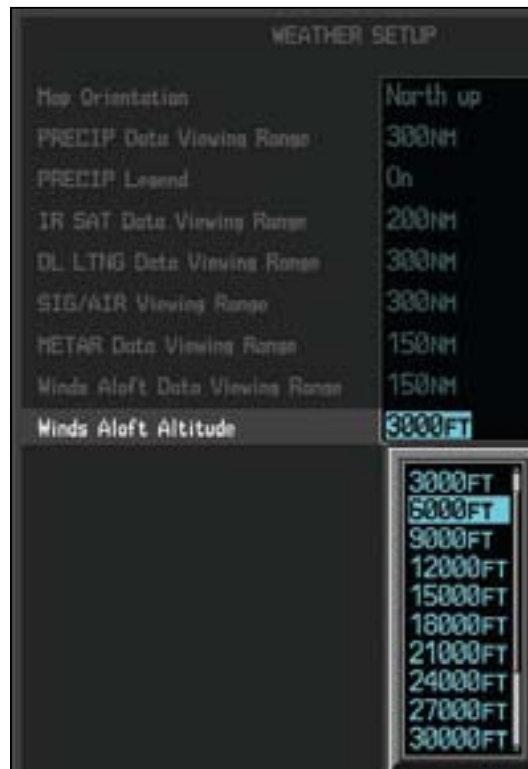 WEATHER SETUP
Map Orientation North up
PRECIP Data Viewing Range 300NM
PRECIP Legend On
IR SAT Data Viewing Range 200NM
DL LTNG Data Viewing Range 300NM
SIG/AIR Viewing Range 300NM
METAR Data Viewing Range 150NM
Winds Aloft Data Viewing Range 150NM
Winds Aloft Altitude 3000FT
3000FT
6000FT
9000FT
12000FT
15000FT
18000FT
21000FT
24000FT
27000FT
30000FT